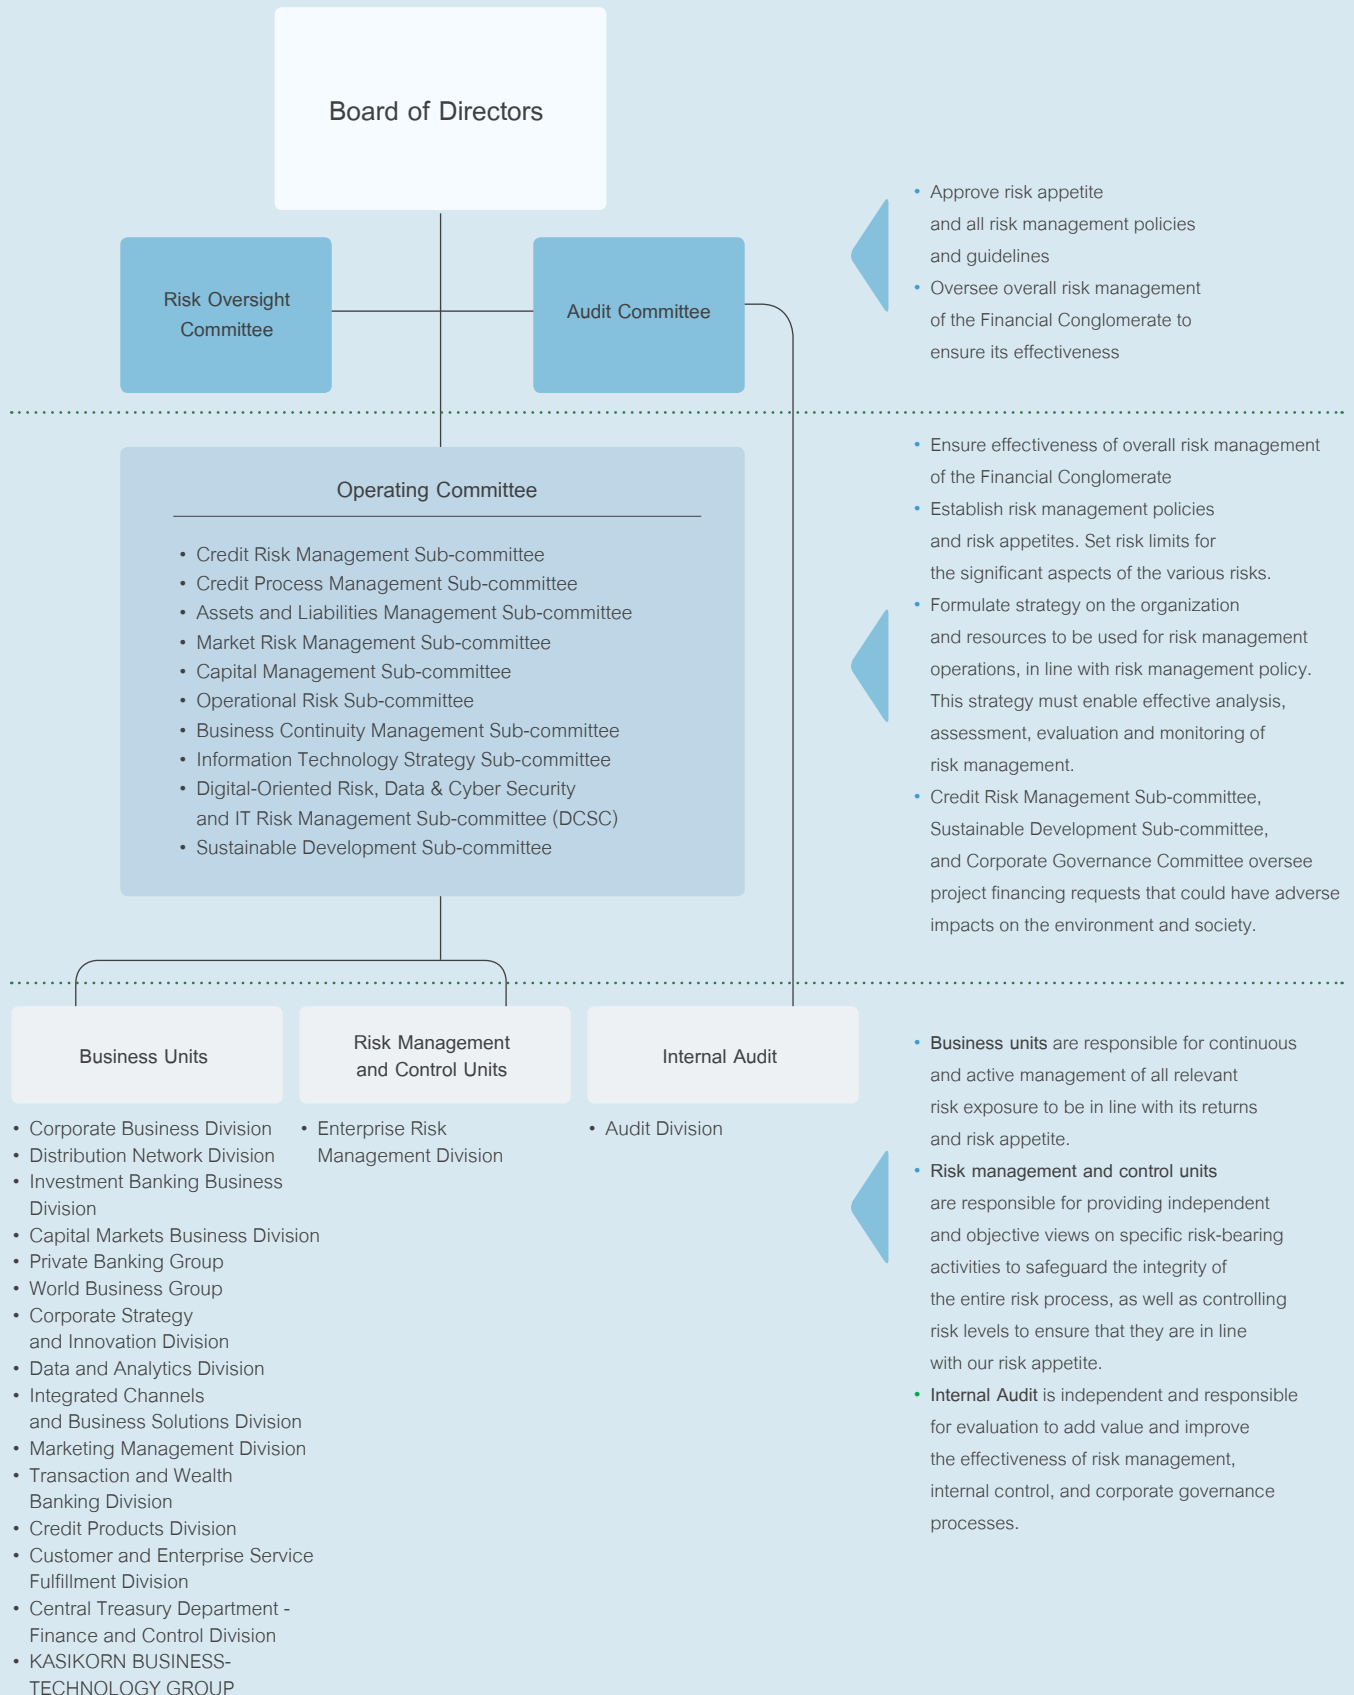 Board of Directors
Risk Oversight
Committee
Audit Committee
• Approve risk appetite
and all risk management policies
and guidelines
• Oversee overall risk management
of the Financial Conglomerate to
ensure its effectiveness
Operating Committee
• Credit Risk Management Sub-committee
• Credit Process Management Sub-committee
• Assets and Liabilities Management Sub-committee
• Market Risk Management Sub-committee
• Capital Management Sub-committee
• Operational Risk Sub-committee
• Business Continuity Management Sub-committee
• Information Technology Strategy Sub-committee
• Digital-Oriented Risk, Data & Cyber Security
and IT Risk Management Sub-committee (DCSC)
• Sustainable Development Sub-committee
• Ensure effectiveness of overall risk management
of the Financial Conglomerate
• Establish risk management policies
and risk appetites. Set risk limits for
the significant aspects of the various risks.
• Formulate strategy on the organization
and resources to be used for risk management
operations, in line with risk management policy.
This strategy must enable effective analysis,
assessment, evaluation and monitoring of
risk management.
• Credit Risk Management Sub-committee,
Sustainable Development Sub-committee,
and Corporate Governance Committee oversee
project financing requests that could have adverse
impacts on the environment and society.
Business Units
• Corporate Business Division
• Distribution Network Division
• Investment Banking Business
Division
• Capital Markets Business Division
• Private Banking Group
• World Business Group
• Corporate Strategy
and Innovation Division
• Data and Analytics Division
• Integrated Channels
and Business Solutions Division
• Marketing Management Division
• Transaction and Wealth
Banking Division
• Credit Products Division
• Customer and Enterprise Service
Fulfillment Division
• Central Treasury Department -
Finance and Control Division
• KASIKORN BUSINESS-
TECHNOLOGY GROUP
Risk Management
and Control Units
• Enterprise Risk
Management Division
Internal Audit
• Audit Division
• Business units are responsible for continuous
and active management of all relevant
risk exposure to be in line with its returns
and risk appetite.
• Risk management and control units
are responsible for providing independent
and objective views on specific risk-bearing
activities to safeguard the integrity of
the entire risk process, as well as controlling
risk levels to ensure that they are in line
with our risk appetite.
• Internal Audit is independent and responsible
for evaluation to add value and improve
the effectiveness of risk management,
internal control, and corporate governance
processes.